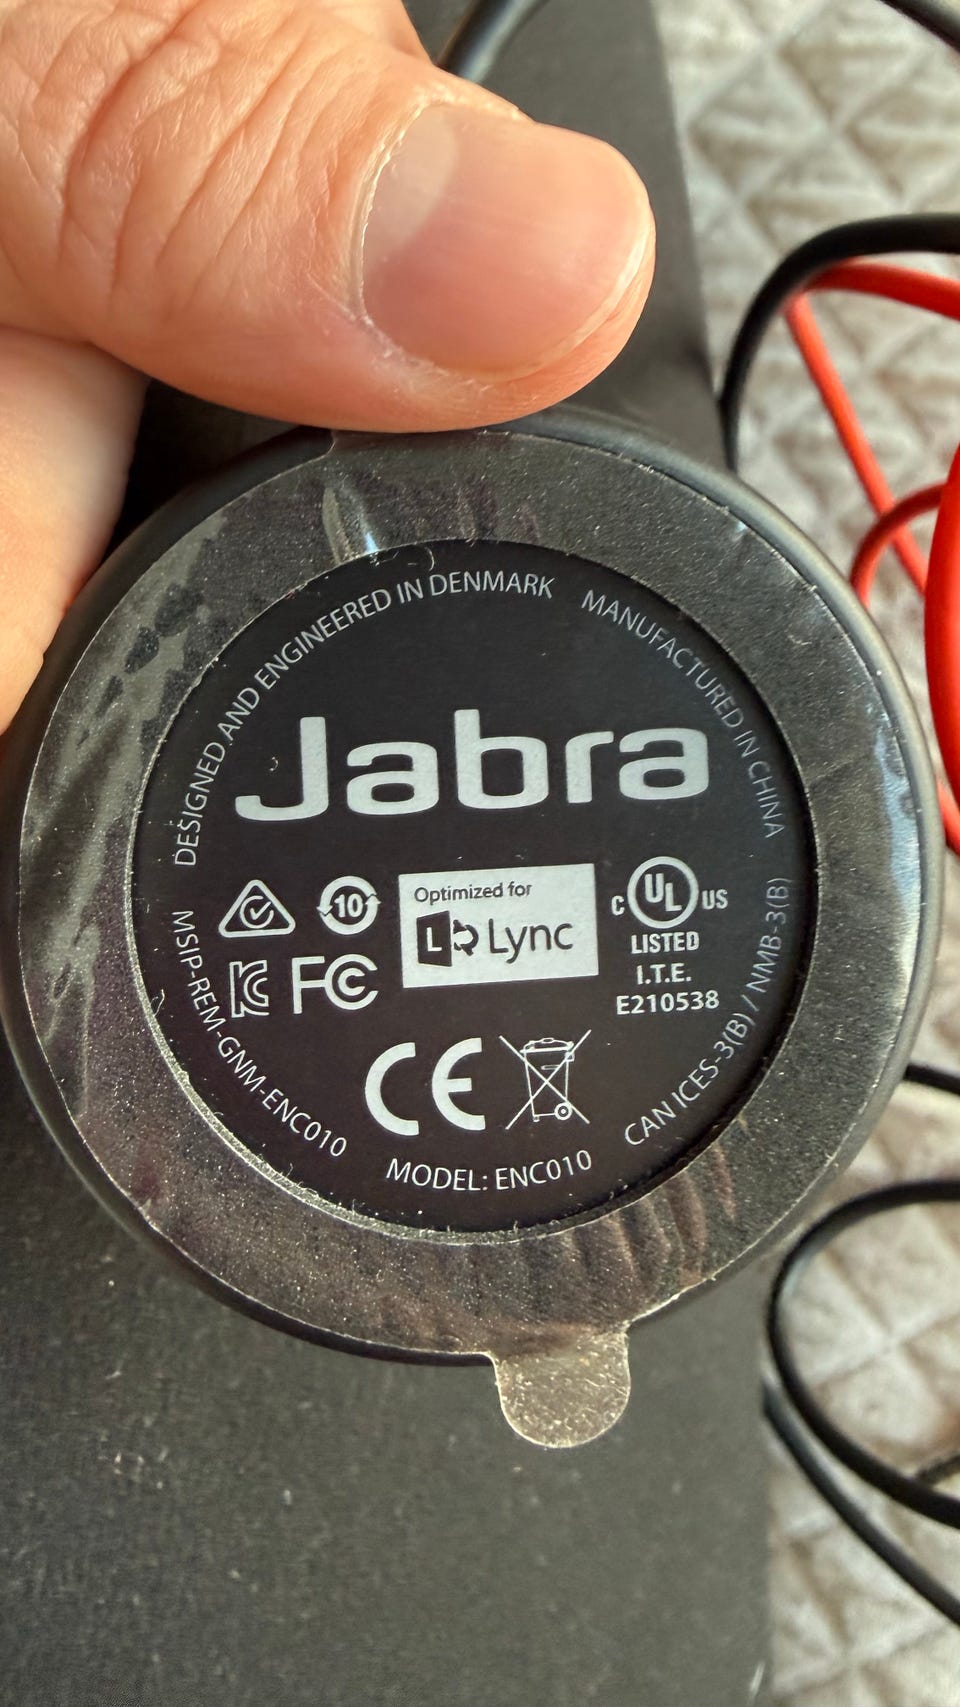 DESIGNED AND ENGINEERED IN DENMARK
MANUFACTURED IN CHINA
Jabra
10
Optimized for
L Lync
C UL US
LISTED
I.T.E.
E210538
KC
FC
CE
MSIP-REM-GNM-ENC010
MODEL: ENC010
CAN ICES-3(B) / NMB-3(B)